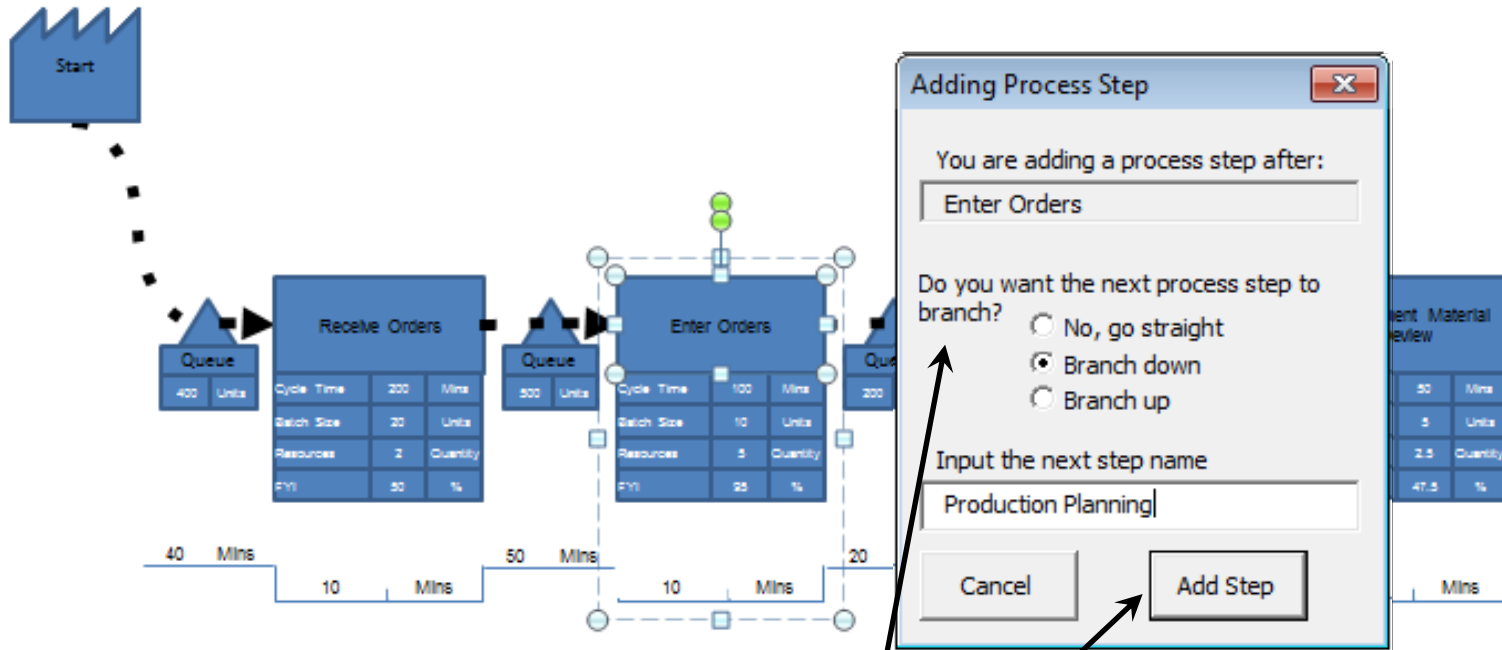 Start
Receive Orders
Queue
400 Units
Cycle Time 200 Mins
Batch Size 20 Units
Resources 2 Quantity
FYI 50 %
40 Mins
10 Mins
Queue
500 Units
50 Mins
Enter Orders
Cycle Time 100 Mins
Batch Size 10 Units
Resources 5 Quantity
FYI 95 %
10 Mins
200
20
Adding Process Step
You are adding a process step after:
Enter Orders
Do you want the next process step to
branch?
No, go straight
Branch down
Branch up
Input the next step name
Production Planning
Cancel
Add Step
Material
50 Mins
5 Units
2.5 Quantity
47.5 %
Mins